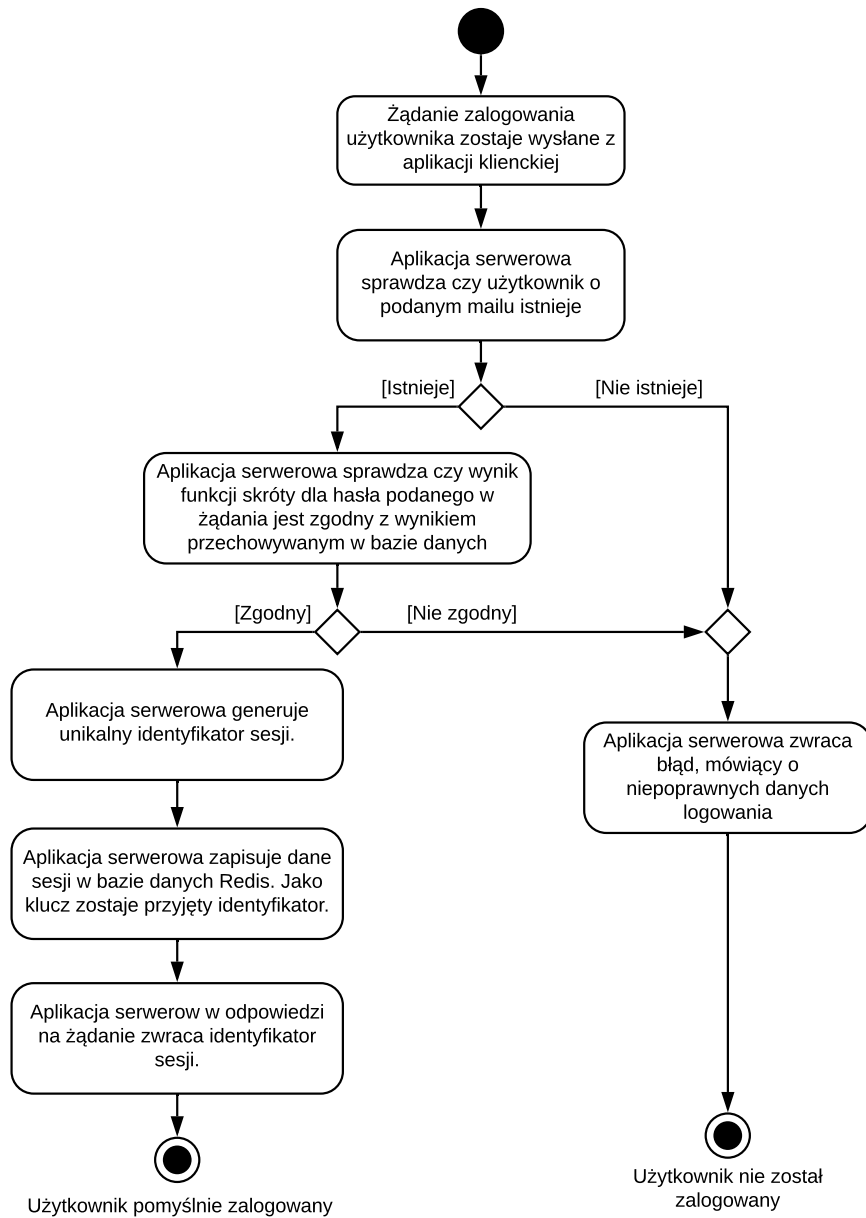 Żądanie zalogowania
użytkownika zostaje wysłane z
aplikacji klienckiej
Aplikacja serwerowa
sprawdza czy użytkownik o
podanym mailu istnieje
[Istnieje]
[Nie istnieje]
Aplikacja serwerowa sprawdza czy wynik
funkcji skróty dla hasła podanego w
żądania jest zgodny z wynikiem
przechowywanym w bazie danych
[Zgodny]
[Nie zgodny]
Aplikacja serwerowa generuje
unikalny identyfikator sesji.
Aplikacja serwerowa zwraca
błąd, mówiący o
niepoprawnych danych
logowania
Aplikacja serwerowa zapisuje dane
sesji w bazie danych Redis. Jako
klucz zostaje przyjęty identyfikator.
Aplikacja serwerow w odpowiedzi
na żądanie zwraca identyfikator
sesji.
Użytkownik pomyślnie zalogowany
Użytkownik nie został
zalogowany